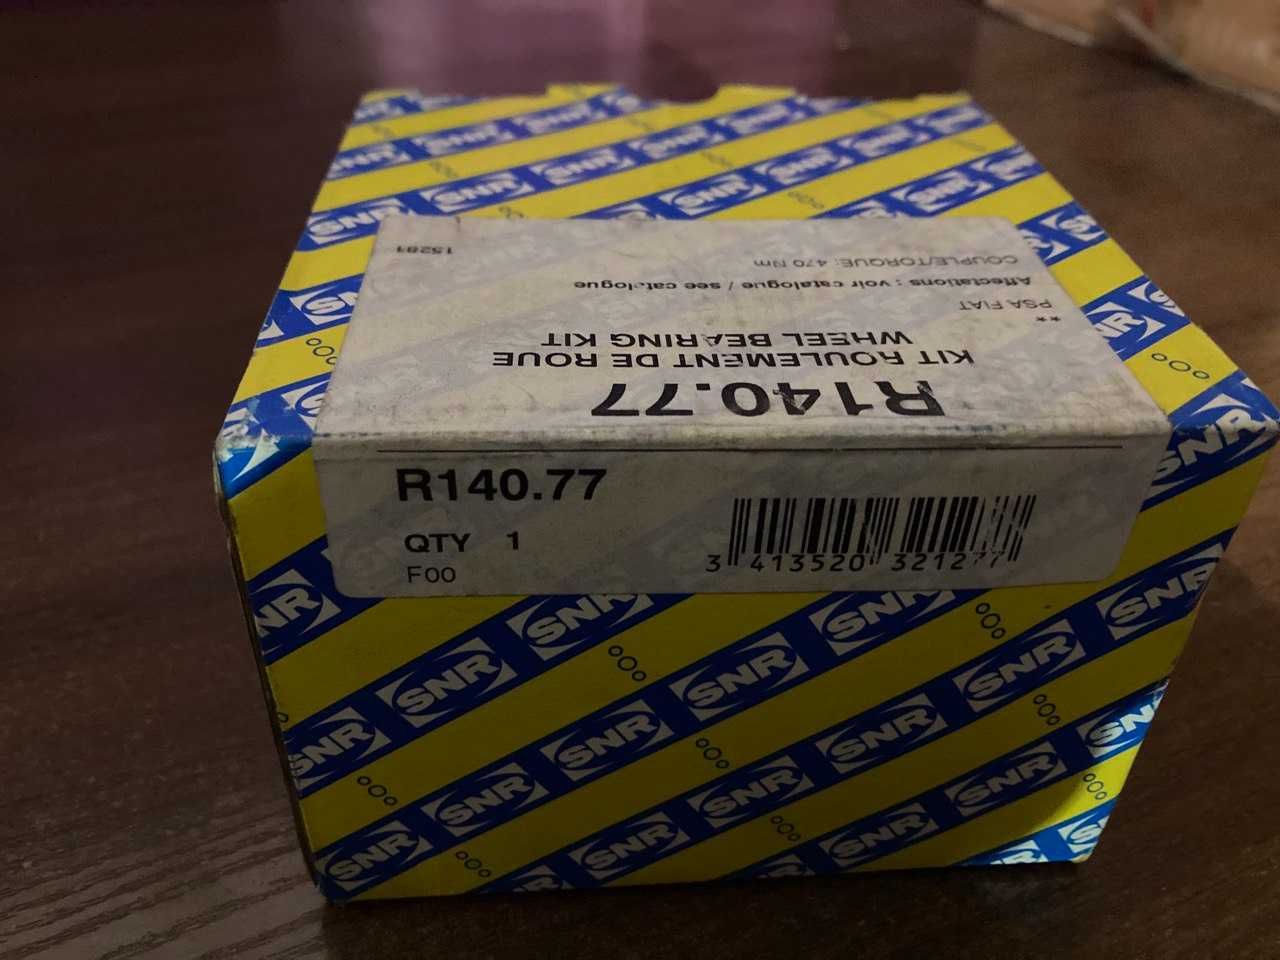 SNR
R140.77
KIT ROULEMENT DE ROUE
WHEEL BEARING KIT
**
PSA FIAT
Affectations : voir catalogue / see catalogue
COUPLE/TORQUE: 470 Nm
15281
R140.77
QTY 1
F00
3 413520 321277